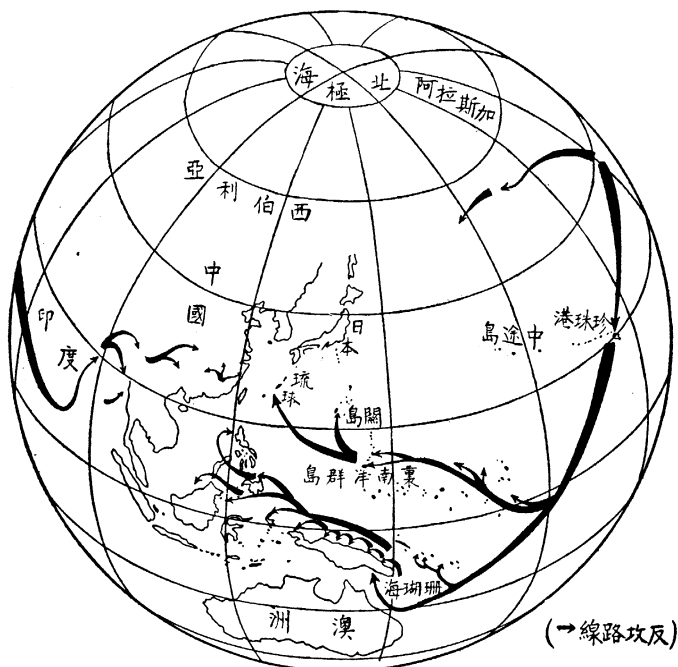 北極海
阿拉斯加
西伯利亞
中國
印度
日本
琉球
中途島
珍珠港
關島
裏南洋群島
珊瑚海
澳洲
(反攻路線→)